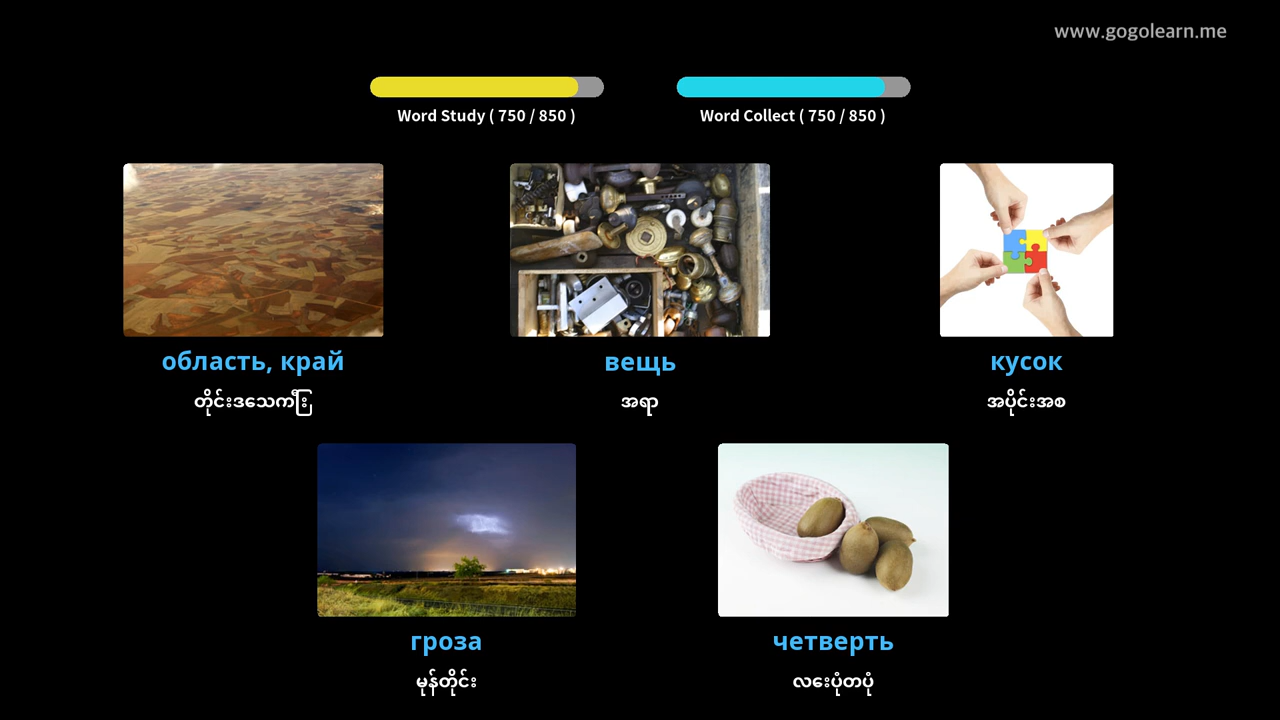 www.gogolearn.me
Word Study ( 750 / 850 )
Word Collect ( 750 / 850 )
область, край
တိုင်းဒသေကြီး
вещь
အရာ
кусок
အပိုင်းအစ
гроза
မုန်တိုင်း
четверть
လးပေုံတပုံ